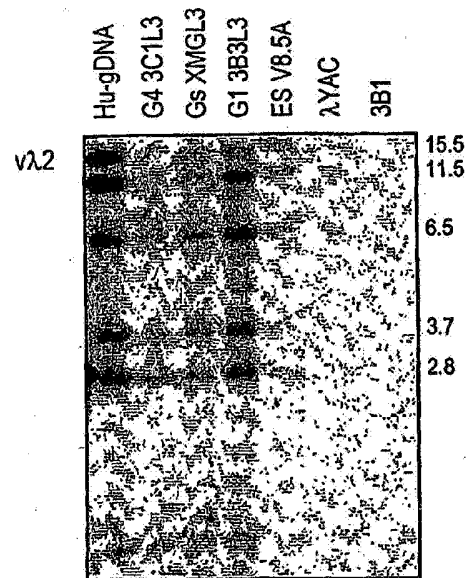 Hu-gDNA
G4 3C1L3
Gs XMGL3
G1 3B3L3
ES V8.5A
λYAC
3B1
vλ2
15.5
11.5
6.5
3.7
2.8